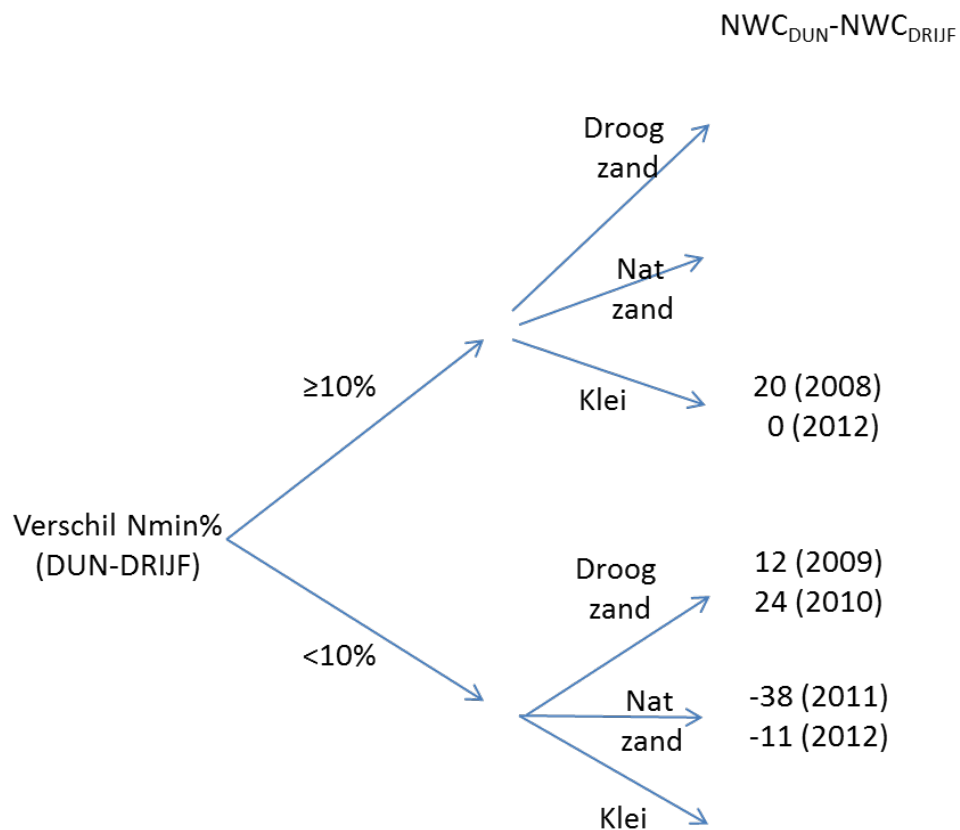 NWCDUN-NWCDRIJF
Droog
zand
Nat
zand
≥10%
Klei
20 (2008)
0 (2012)
Verschil Nmin%
(DUN-DRIJF)
Droog
zand
12 (2009)
24 (2010)
<10%
Nat
zand
-38 (2011)
-11 (2012)
Klei